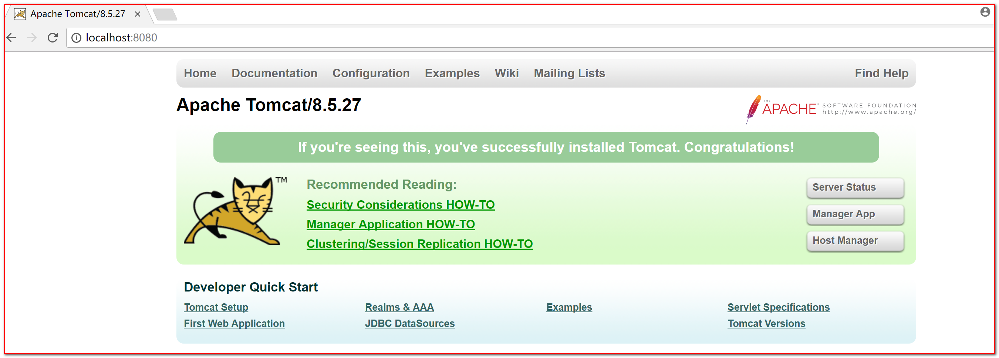 Apache Tomcat/8.5.27
localhost:8080
Home Documentation Configuration Examples Wiki Mailing Lists Find Help
Apache Tomcat/8.5.27
THE
APACHE® SOFTWARE FOUNDATION
http://www.apache.org/
If you're seeing this, you've successfully installed Tomcat. Congratulations!
TM
Recommended Reading:
Security Considerations HOW-TO
Manager Application HOW-TO
Clustering/Session Replication HOW-TO
Server Status
Manager App
Host Manager
Developer Quick Start
Tomcat Setup Realms & AAA Examples Servlet Specifications
First Web Application JDBC DataSources Tomcat Versions